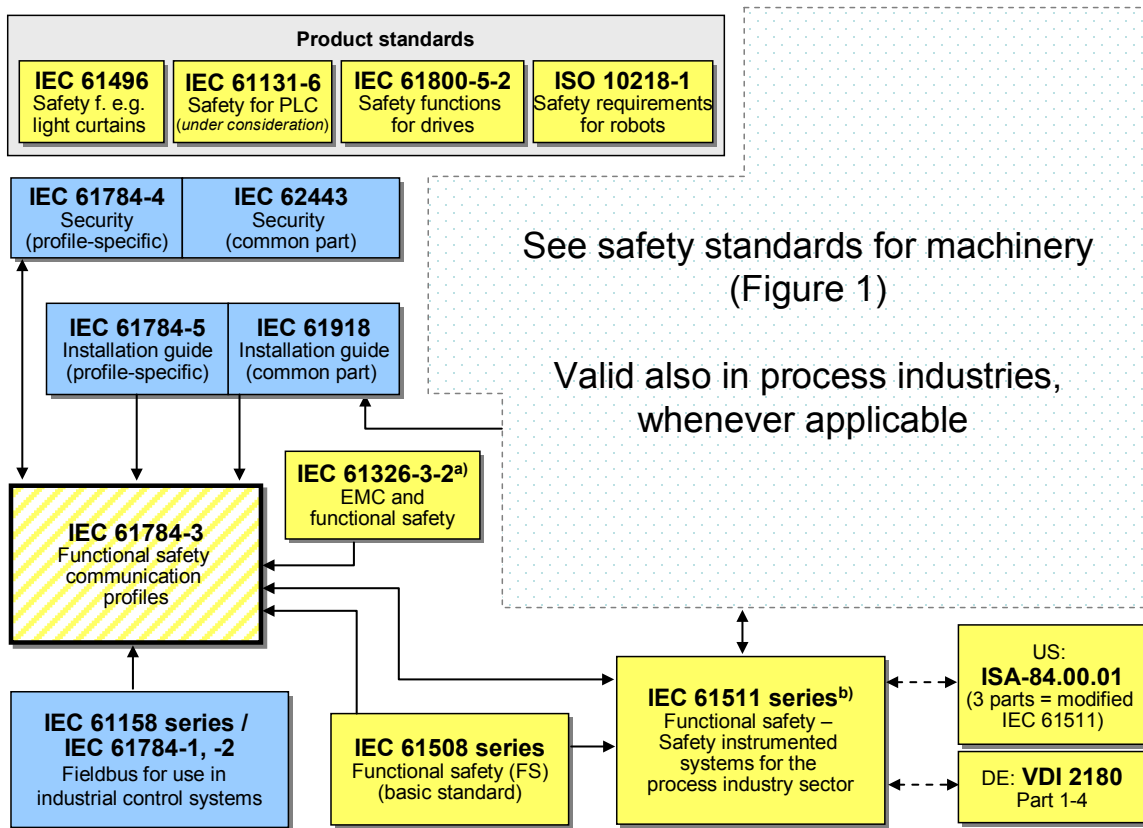 Product standards
IEC 61496
Safety f. e.g.
light curtains
IEC 61131-6
Safety for PLC
(under consideration)
IEC 61800-5-2
Safety functions
for drives
ISO 10218-1
Safety requirements
for robots
IEC 61784-4
Security
(profile-specific)
IEC 62443
Security
(common part)
See safety standards for machinery
(Figure 1)
Valid also in process industries,
whenever applicable
IEC 61784-5
Installation guide
(profile-specific)
IEC 61918
Installation guide
(common part)
IEC 61326-3-2a)
EMC and
functional safety
IEC 61784-3
Functional safety
communication
profiles
IEC 61158 series /
IEC 61784-1, -2
Fieldbus for use in
industrial control systems
IEC 61508 series
Functional safety (FS)
(basic standard)
IEC 61511 seriesb)
Functional safety –
Safety instrumented
systems for the
process industry sector
US:
ISA-84.00.01
(3 parts = modified
IEC 61511)
DE: VDI 2180
Part 1-4